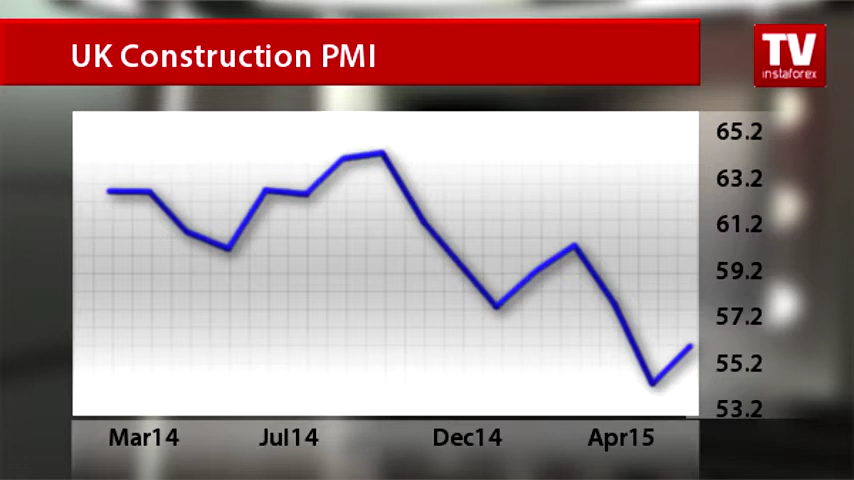 UK Construction PMI
TV
instaforex
65.2
63.2
61.2
59.2
57.2
55.2
53.2
Mar14 Jul14 Dec14 Apr15